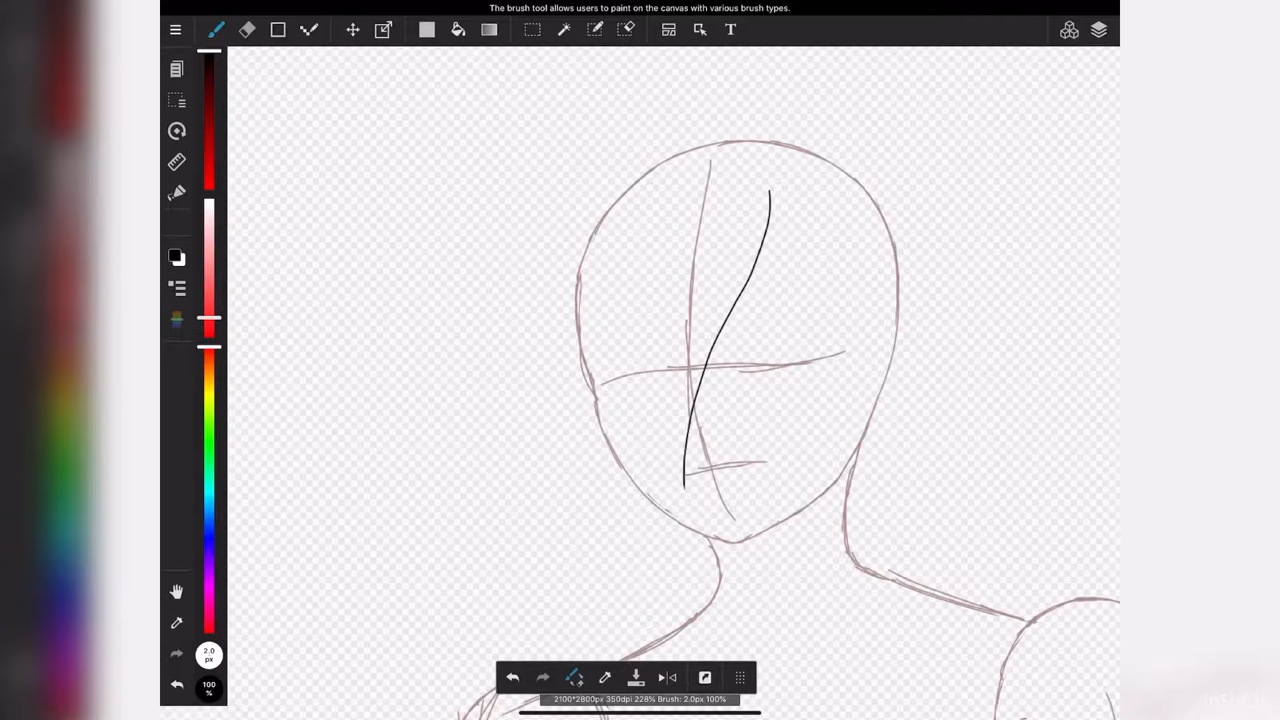 The brush tool allows users to paint on the canvas with various brush types.
T
2.0
px
100
%
2100*2800px 350dpi 228% Brush: 2.0px 100%